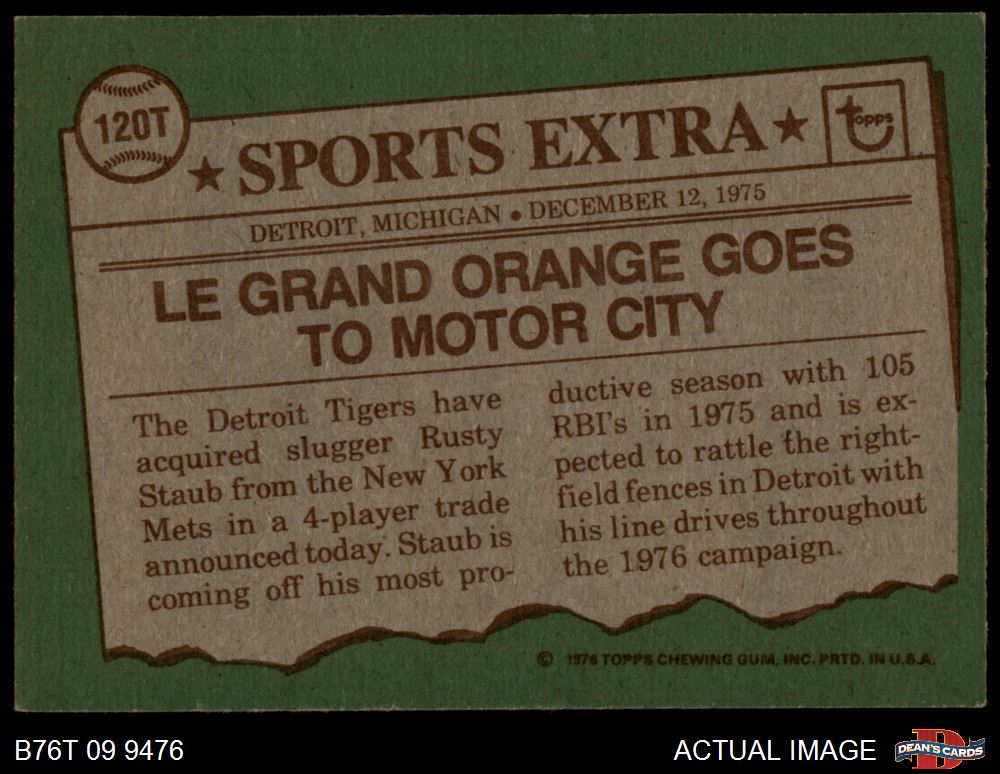 120T
★ SPORTS EXTRA ★
topps
DETROIT, MICHIGAN • DECEMBER 12, 1975
LE GRAND ORANGE GOES
TO MOTOR CITY
The Detroit Tigers have
acquired slugger Rusty
Staub from the New York
Mets in a 4-player trade
announced today. Staub is
coming off his most pro-
ductive season with 105
RBI's in 1975 and is ex-
pected to rattle the right-
field fences in Detroit with
his line drives throughout
the 1976 campaign.
© 1976 TOPPS CHEWING GUM, INC. PRTD. IN U.S.A.
B76T 09 9476
ACTUAL IMAGE
DEAN'S CARDS